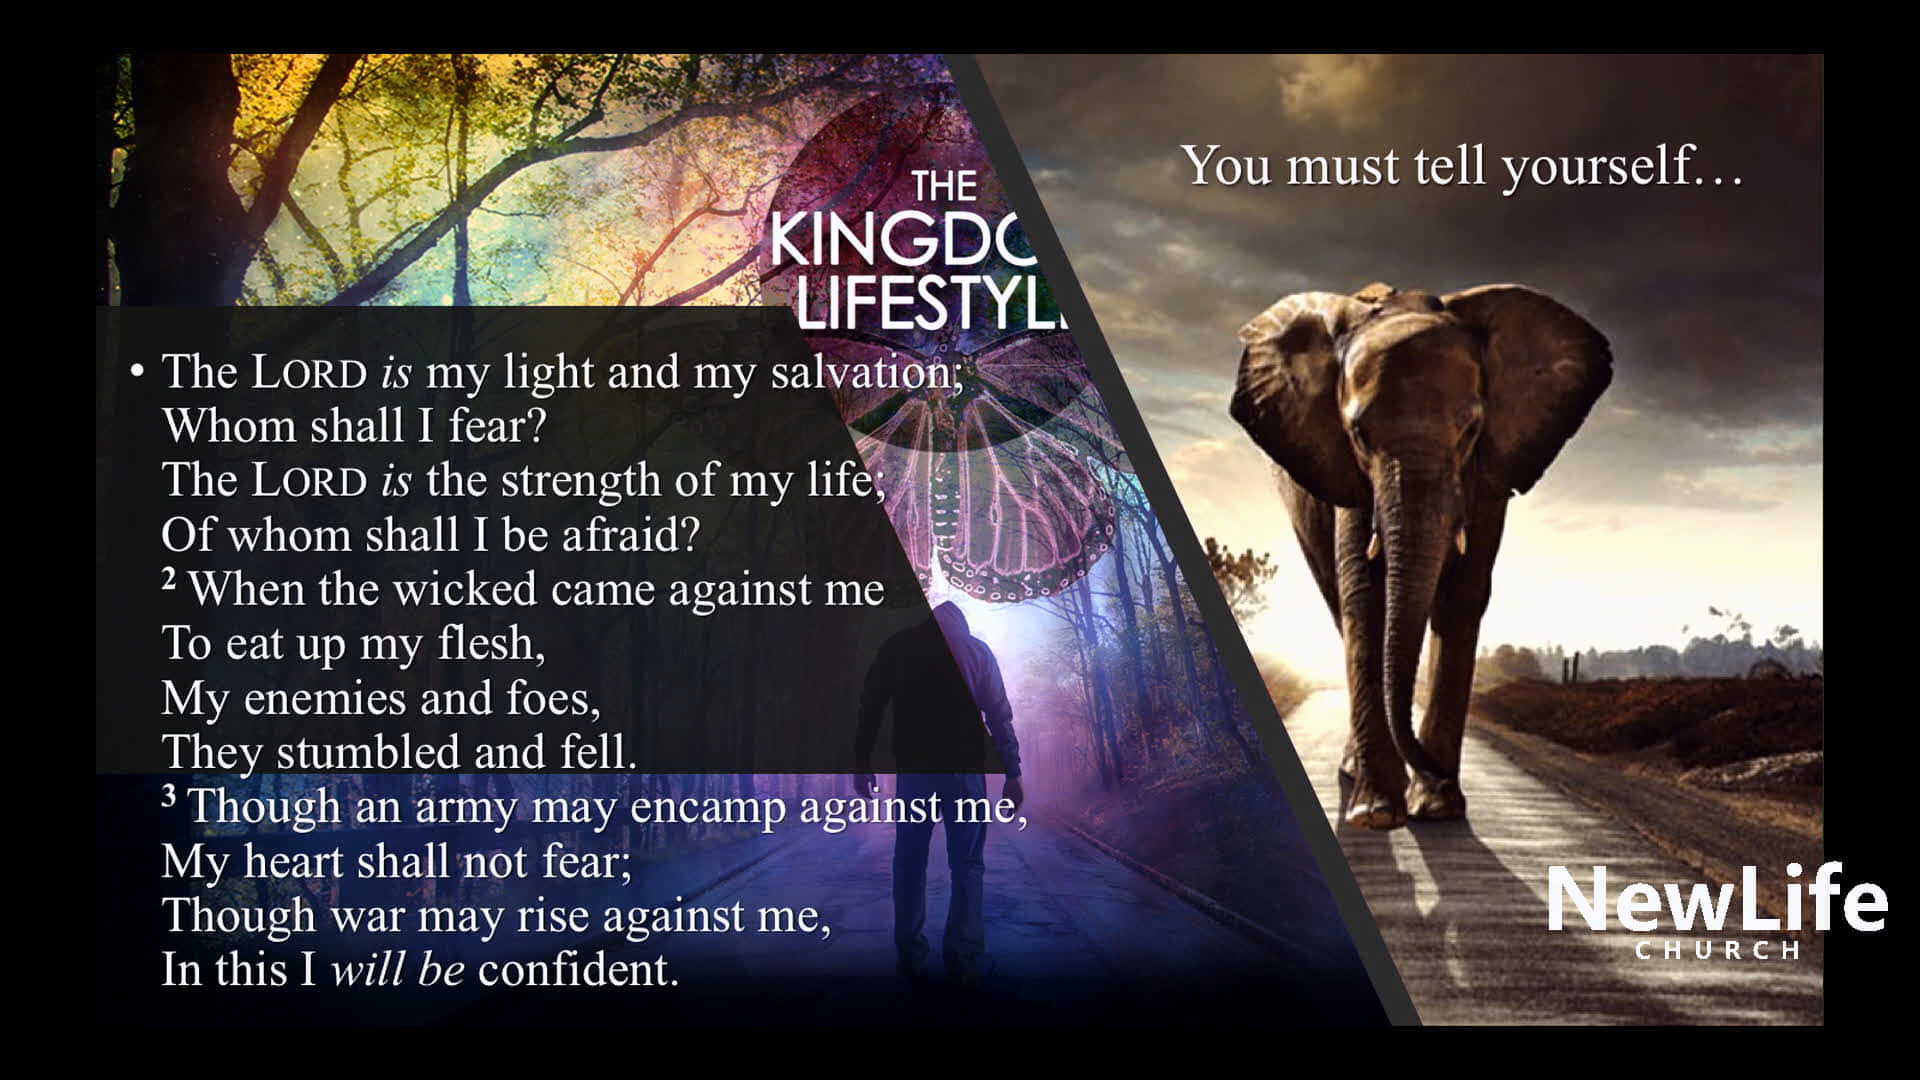 THE
KINGDO
LIFESTYL
You must tell yourself…
• The LORD is my light and my salvation;
Whom shall I fear?
The LORD is the strength of my life;
Of whom shall I be afraid?
2 When the wicked came against me
To eat up my flesh,
My enemies and foes,
They stumbled and fell.
3 Though an army may encamp against me,
My heart shall not fear;
Though war may rise against me,
In this I will be confident.
NewLife
CHURCH